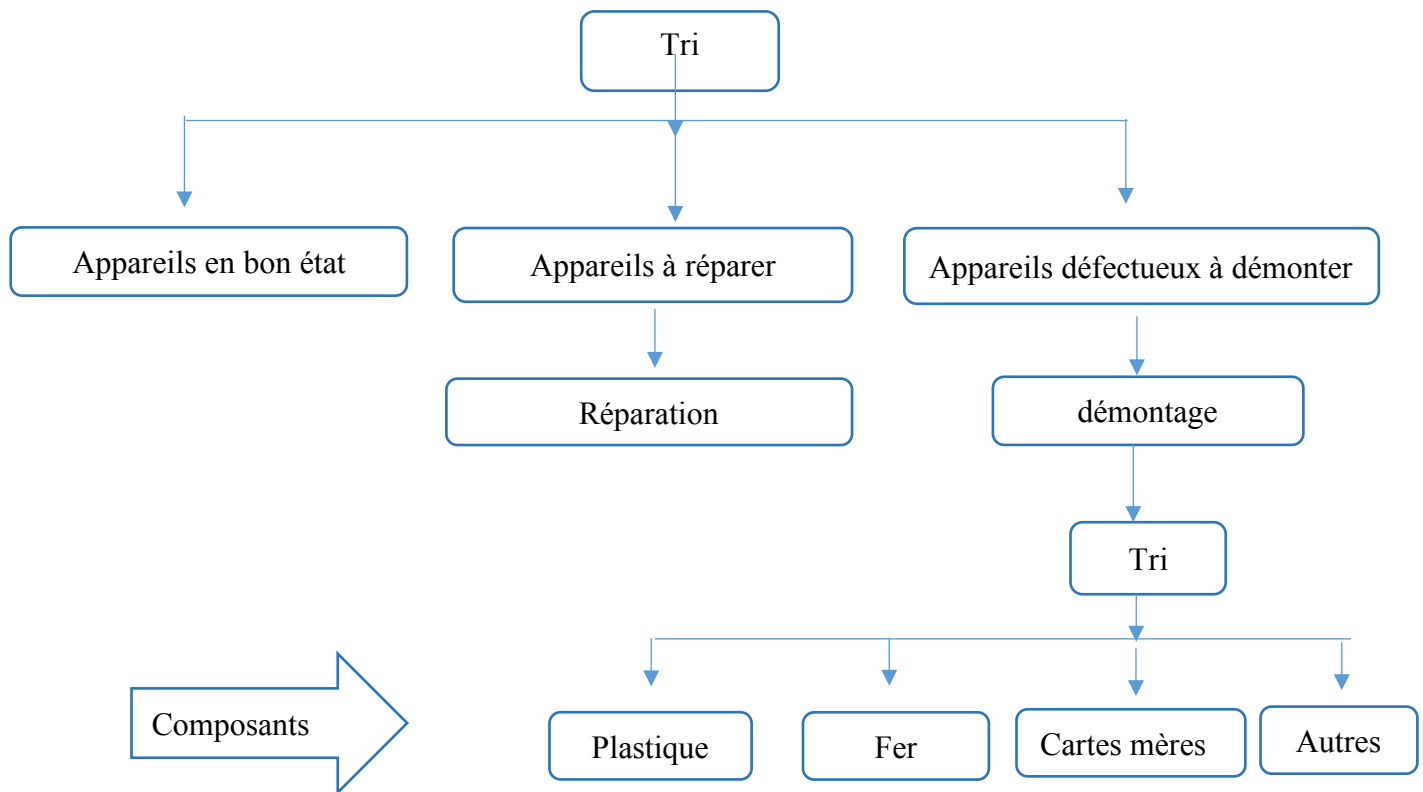 Tri
Appareils en bon état
Appareils à réparer
Appareils défectueux à démonter
Réparation
démontage
Tri
Composants
Plastique
Fer
Cartes mères
Autres